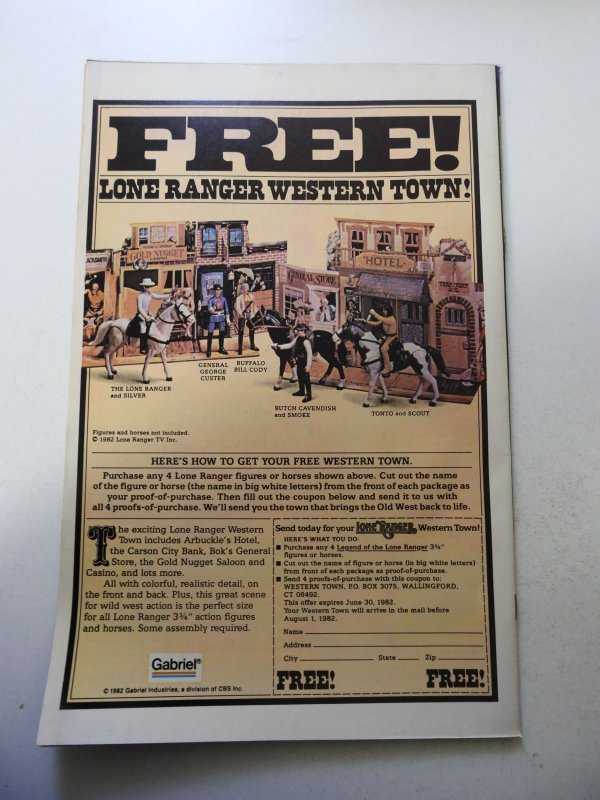 FREE!
LONE RANGER WESTERN TOWN!
GOLD NUGGET
GENERAL STORE
HOTEL
THE LONE RANGER
and SILVER
GENERAL
GEORGE
CUSTER
BUFFALO
BILL CODY
BUTCH CAVENDISH
and SMOKE
TONTO and SCOUT
Figures and horses not included.
© 1982 Lone Ranger TV Inc.
HERE'S HOW TO GET YOUR FREE WESTERN TOWN.
Purchase any 4 Lone Ranger figures or horses shown above. Cut out the name
of the figure or horse (the name in big white letters) from the front of each package as
your proof-of-purchase. Then fill out the coupon below and send it to us with
all 4 proofs-of-purchase. We'll send you the town that brings the Old West back to life.
The exciting Lone Ranger Western
Town includes Arbuckle's Hotel,
the Carson City Bank, Bok's General
Store, the Gold Nugget Saloon and
Casino, and lots more.
All with colorful, realistic detail, on
the front and back. Plus, this great scene
for wild west action is the perfect size
for all Lone Ranger 3¾" action figures
and horses. Some assembly required.
Gabriel®
© 1982 Gabriel Industries, a division of CBS Inc.
Send today for your LONE RANGER Western Town!
HERE'S WHAT YOU DO:
■ Purchase any 4 Legend of the Lone Ranger 3¾"
figures or horses.
■ Cut out the name of figure or horse (in big white letters)
from front of each package as proof-of-purchase.
■ Send 4 proofs-of-purchase with this coupon to:
WESTERN TOWN, P.O. BOX 3075, WALLINGFORD,
CT 06492.
This offer expires June 30, 1982.
Your Western Town will arrive in the mail before
August 1, 1982.
Name
Address
City State Zip
FREE! FREE!